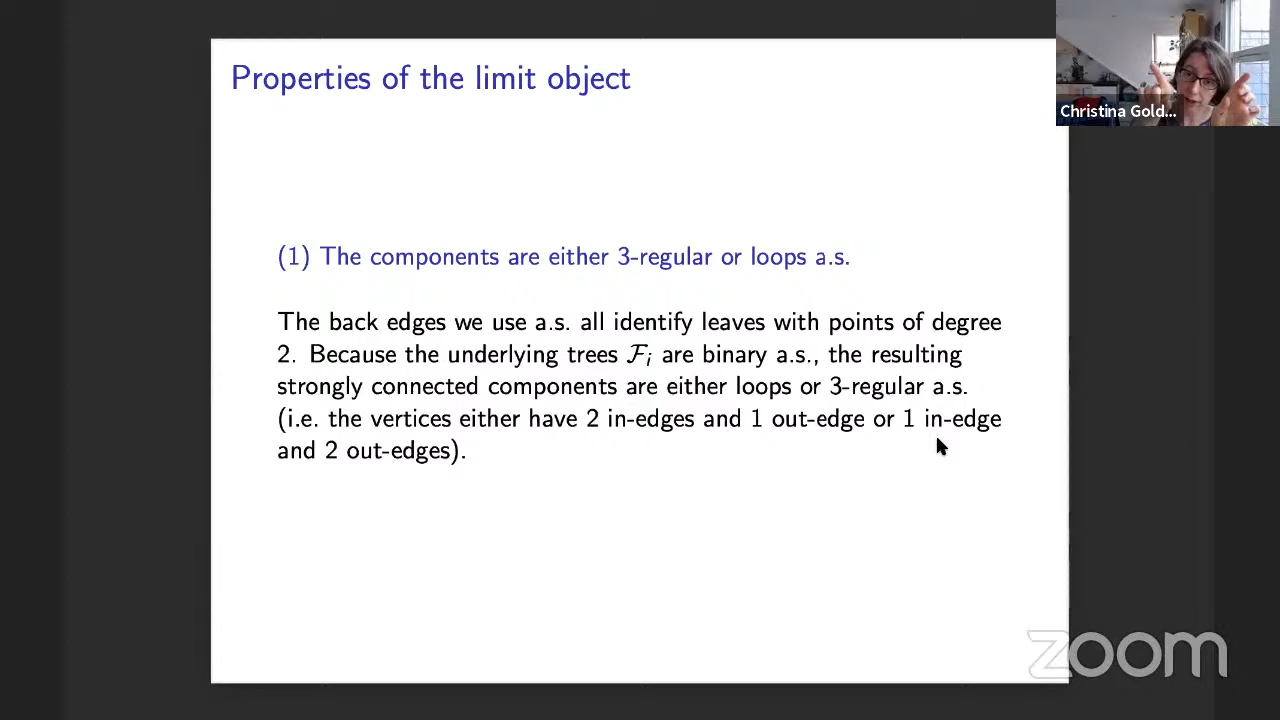 Properties of the limit object
Christina Gold...
(1) The components are either 3-regular or loops a.s.
The back edges we use a.s. all identify leaves with points of degree
2. Because the underlying trees ℱᵢ are binary a.s., the resulting
strongly connected components are either loops or 3-regular a.s.
(i.e. the vertices either have 2 in-edges and 1 out-edge or 1 in-edge
and 2 out-edges).
zoom